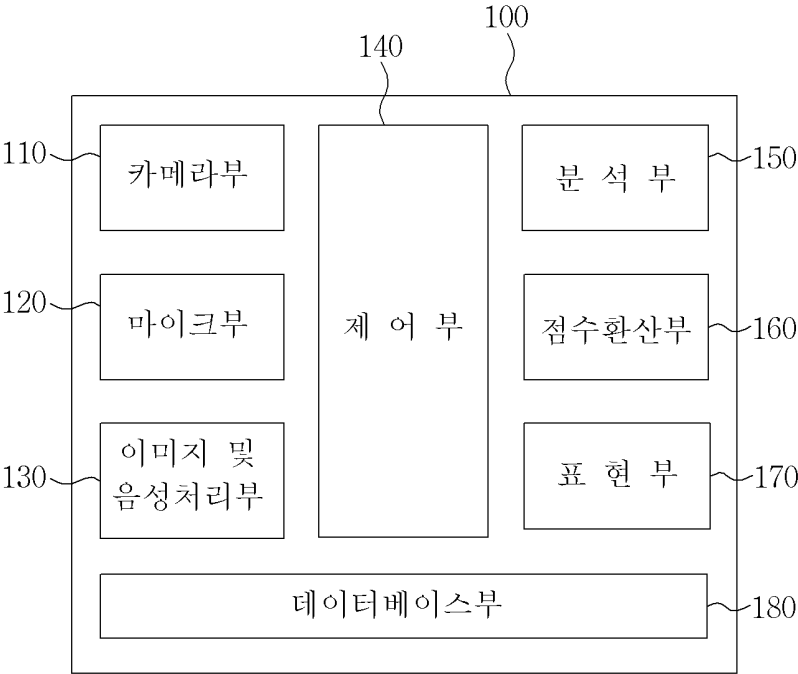 100
140
110
카메라부
분 석 부
150
120
마이크부
제 어 부
점수환산부
160
130
이미지 및
음성처리부
표 현 부
170
데이터베이스부
180